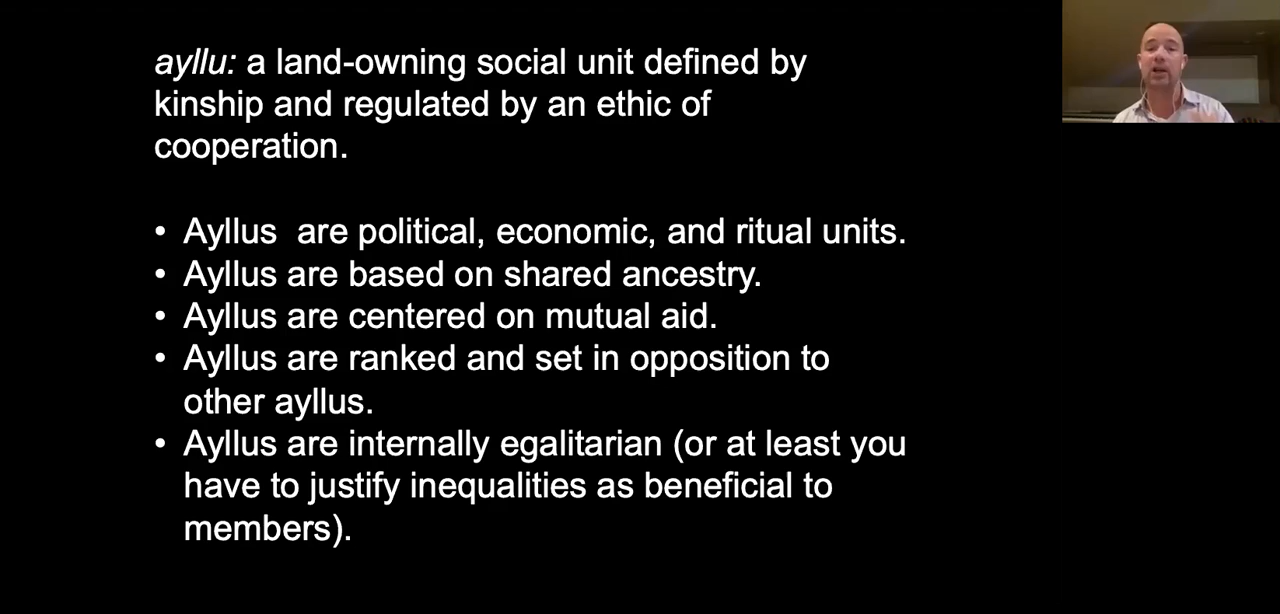 ayllu: a land-owning social unit defined by
kinship and regulated by an ethic of
cooperation.
• Ayllus  are political, economic, and ritual units.
• Ayllus are based on shared ancestry.
• Ayllus are centered on mutual aid.
• Ayllus are ranked and set in opposition to
other ayllus.
• Ayllus are internally egalitarian (or at least you
have to justify inequalities as beneficial to
members).